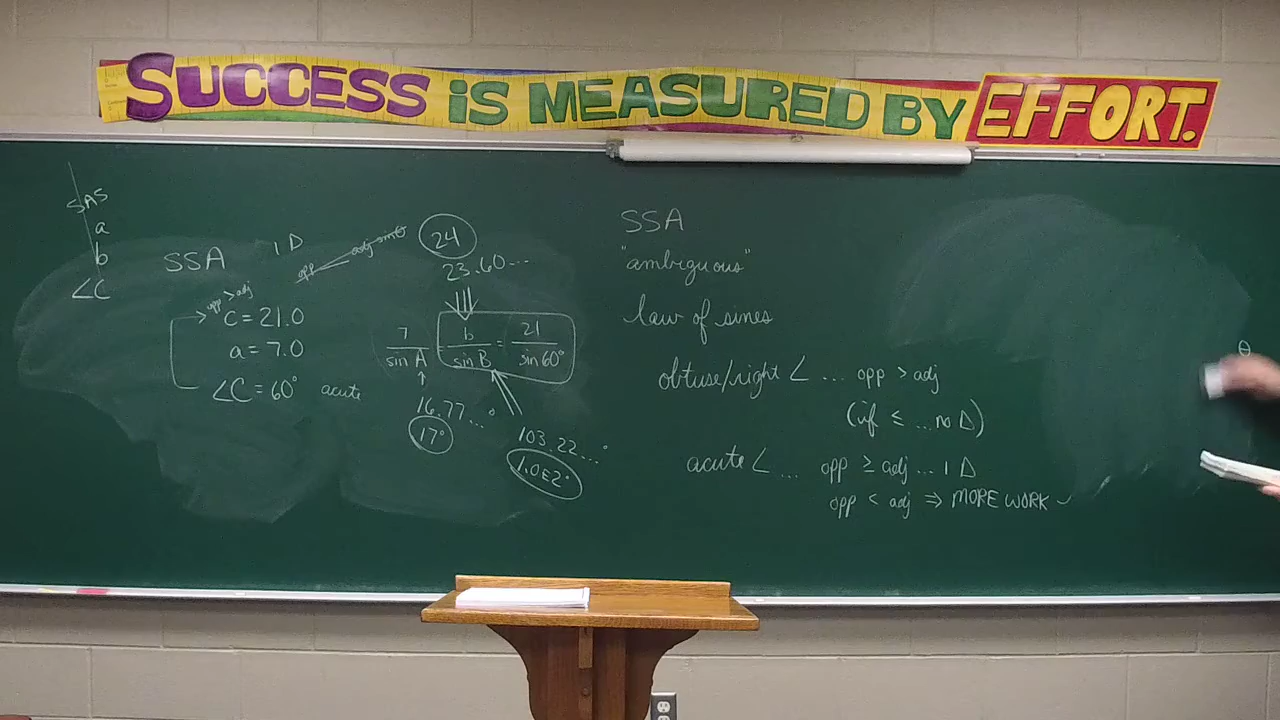 SUCCESS IS MEASURED BY EFFORT.
SAS
a
b
∠C
SSA
1 Δ
opp
adj sinθ
opp > adj
c = 21.0
a = 7.0
∠C = 60° acute
24
23.60...
7/sin A = b/sin B = 21/sin 60°
16.77...°
17°
103.22...°
1.0E2°
SSA
"ambiguous"
law of sines
obtuse/right ∠ ... opp > adj
(if ≤ ... no Δ)
acute ∠ ... opp ≥ adj ... 1 Δ
opp < adj ⇒ MORE WORK
θ